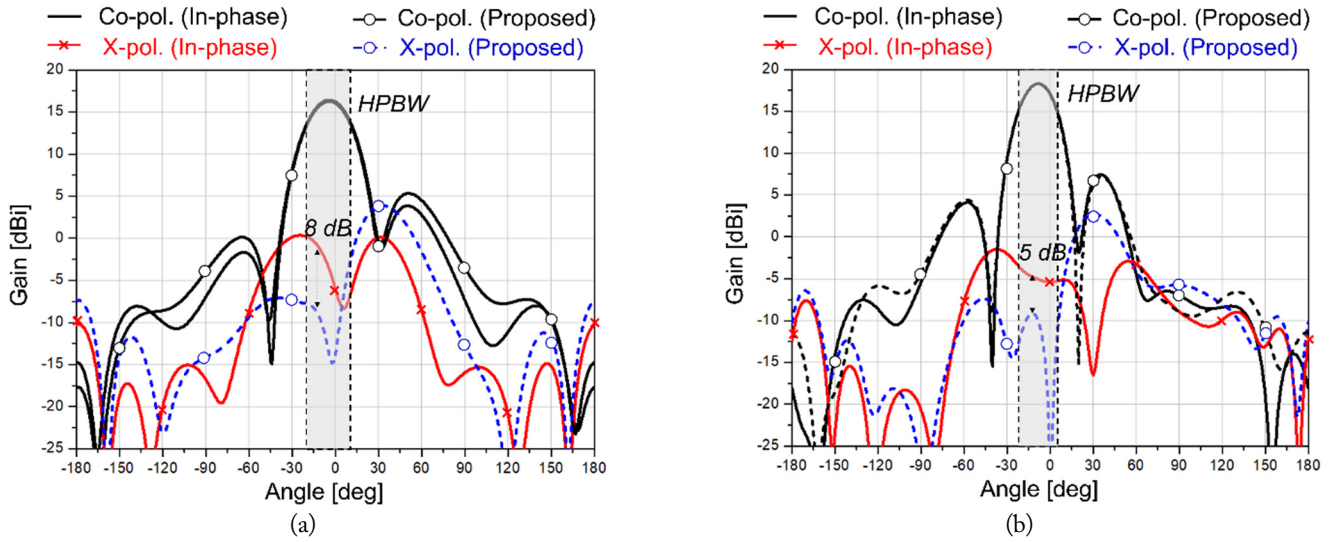 Co-pol. (In-phase) Co-pol. (Proposed)
X-pol. (In-phase) X-pol. (Proposed)
20
15
10
5
0
-5
-10
-15
-20
-25
Gain [dBi]
HPBW
8 dB
-180 -150 -120 -90 -60 -30 0 30 60 90 120 150 180
Angle [deg]
(a)
Co-pol. (In-phase) Co-pol. (Proposed)
X-pol. (In-phase) X-pol. (Proposed)
20
15
10
5
0
-5
-10
-15
-20
-25
Gain [dBi]
HPBW
5 dB
-180 -150 -120 -90 -60 -30 0 30 60 90 120 150 180
Angle [deg]
(b)